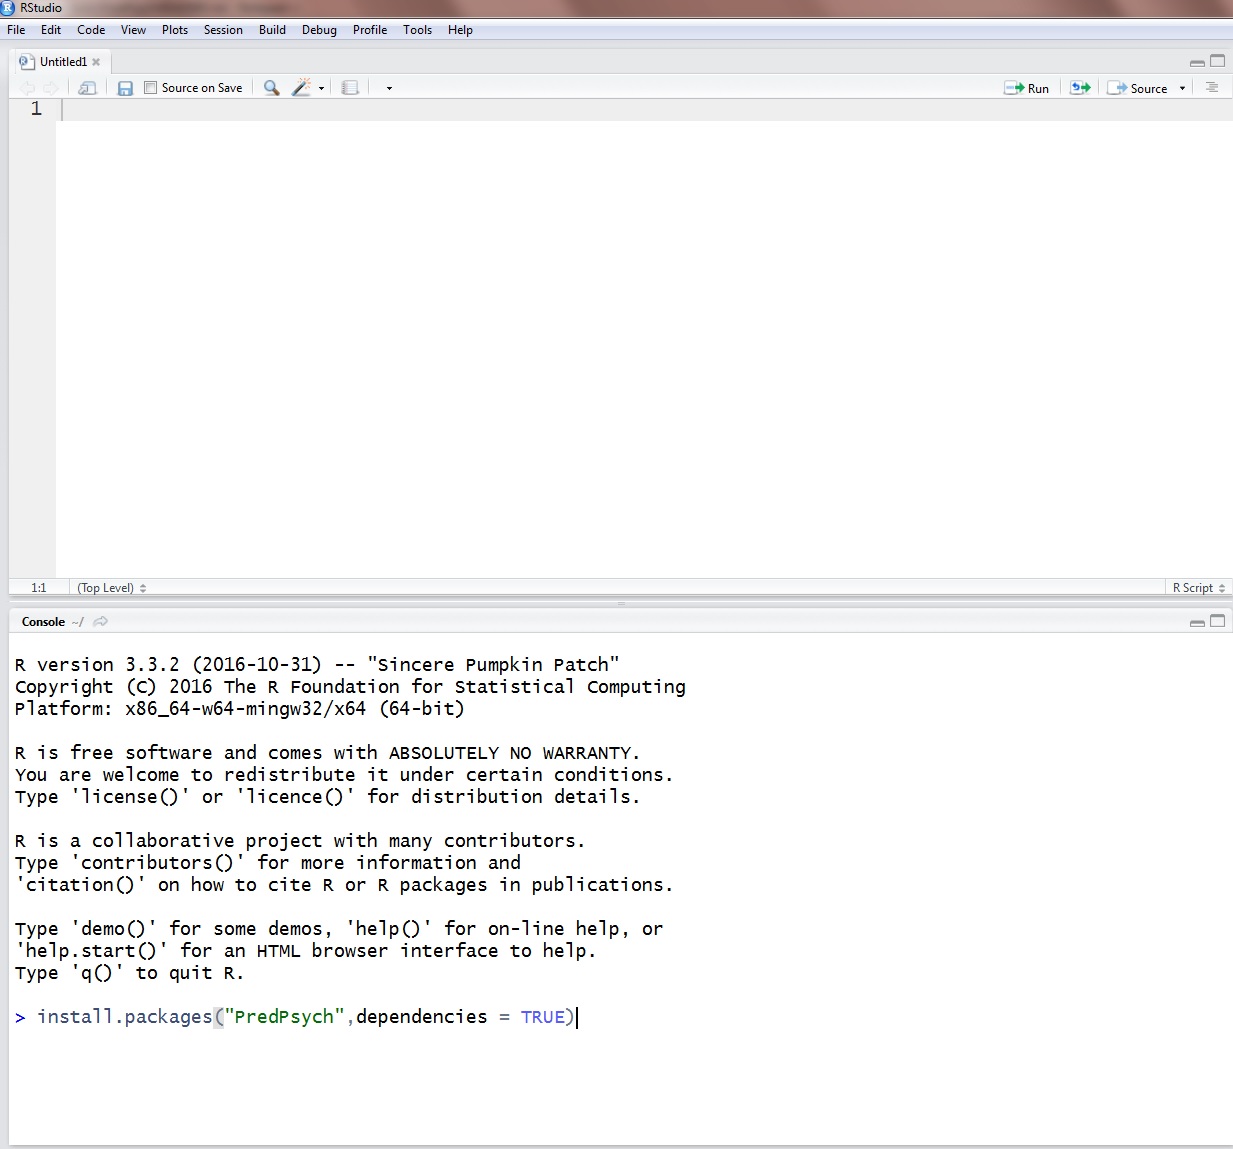 RStudio
File Edit Code View Plots Session Build Debug Profile Tools Help
Untitled1
Source on Save Run Source
1
1:1 (Top Level) R Script
Console ~/
R version 3.3.2 (2016-10-31) -- "Sincere Pumpkin Patch"
Copyright (C) 2016 The R Foundation for Statistical Computing
Platform: x86_64-w64-mingw32/x64 (64-bit)
R is free software and comes with ABSOLUTELY NO WARRANTY.
You are welcome to redistribute it under certain conditions.
Type 'license()' or 'licence()' for distribution details.
R is a collaborative project with many contributors.
Type 'contributors()' for more information and
'citation()' on how to cite R or R packages in publications.
Type 'demo()' for some demos, 'help()' for on-line help, or
'help.start()' for an HTML browser interface to help.
Type 'q()' to quit R.
> install.packages("PredPsych",dependencies = TRUE)